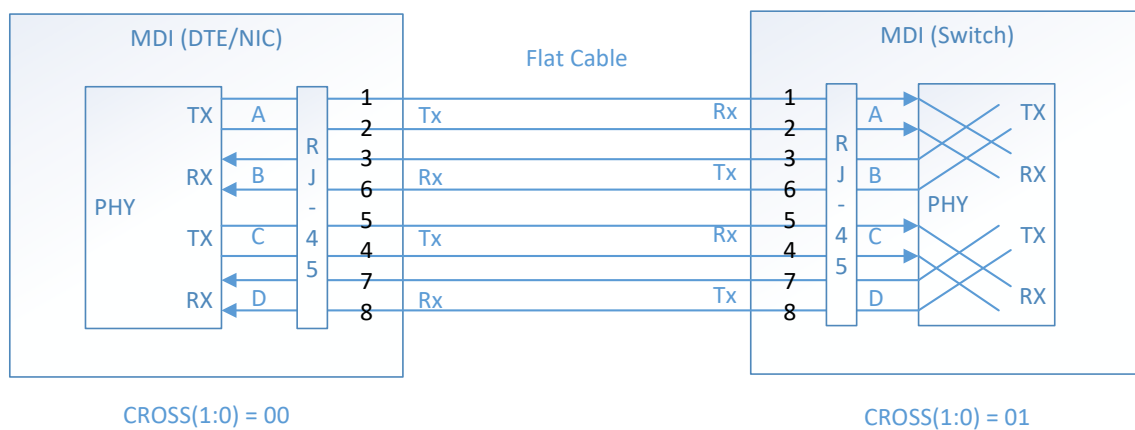 MDI (DTE/NIC)
Flat Cable
MDI (Switch)
TX A 1 Tx Rx 1 A TX
2 2
R J - 4 5
R J - 4 5
3 3
RX B 6 Rx Tx 6 B RX
PHY
PHY
5 5
TX C 4 Tx Rx 4 C TX
7 7
RX D 8 Rx Tx 8 D RX
CROSS(1:0) = 00
CROSS(1:0) = 01